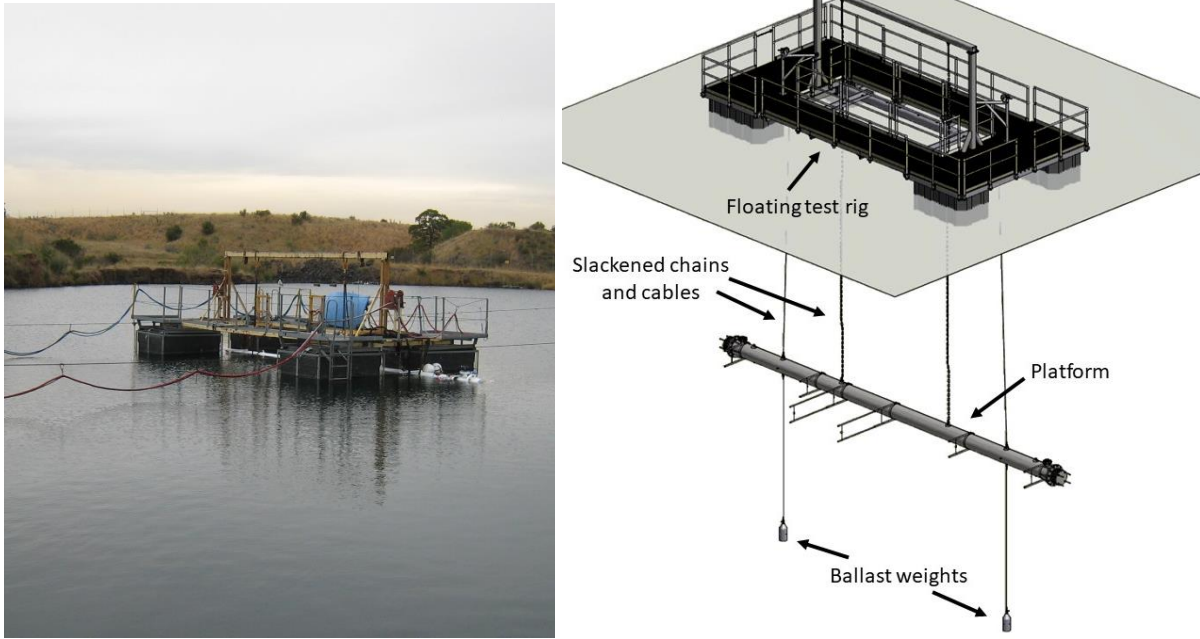 Floating test rig
Slackened chains
and cables
Platform
Ballast weights